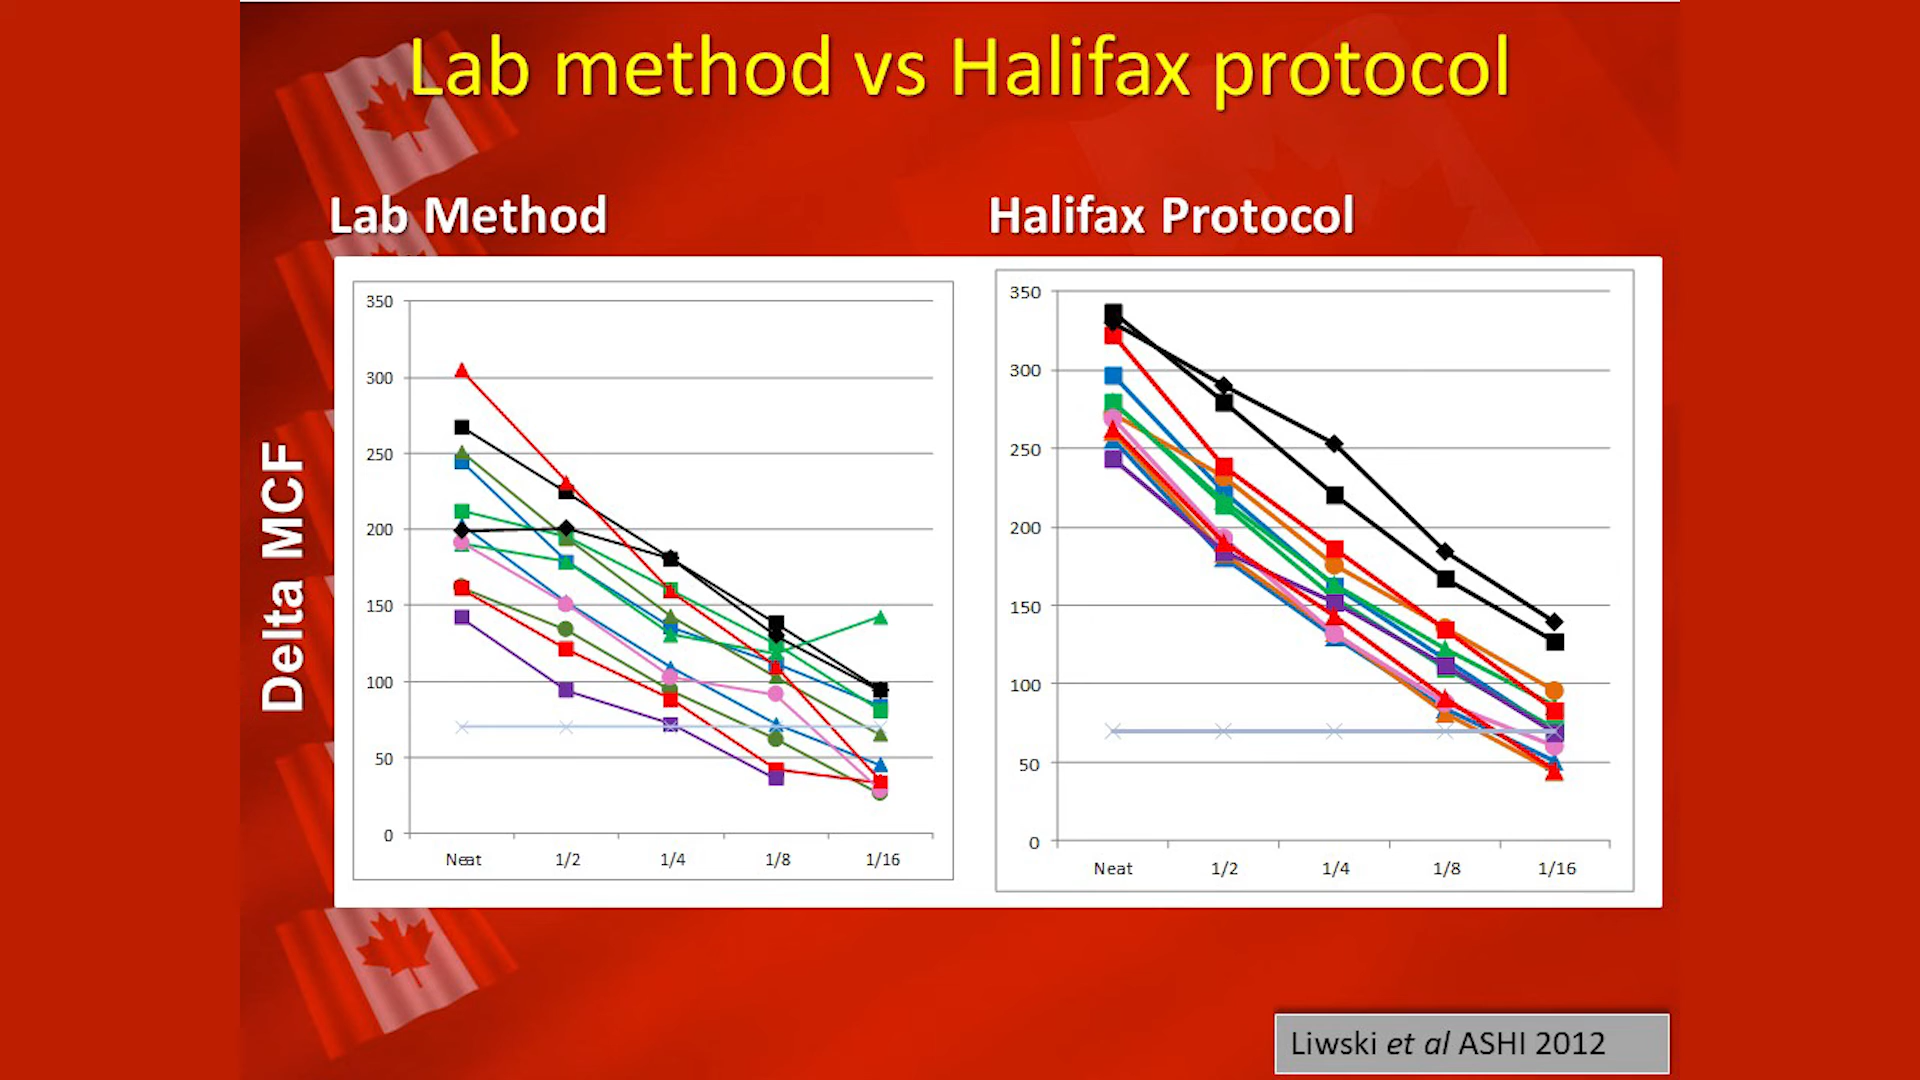 Lab method vs Halifax protocol
Lab Method
Halifax Protocol
Delta MCF
350
300
250
200
150
100
50
0
Neat 1/2 1/4 1/8 1/16
350
300
250
200
150
100
50
0
Neat 1/2 1/4 1/8 1/16
Liwski et al ASHI 2012